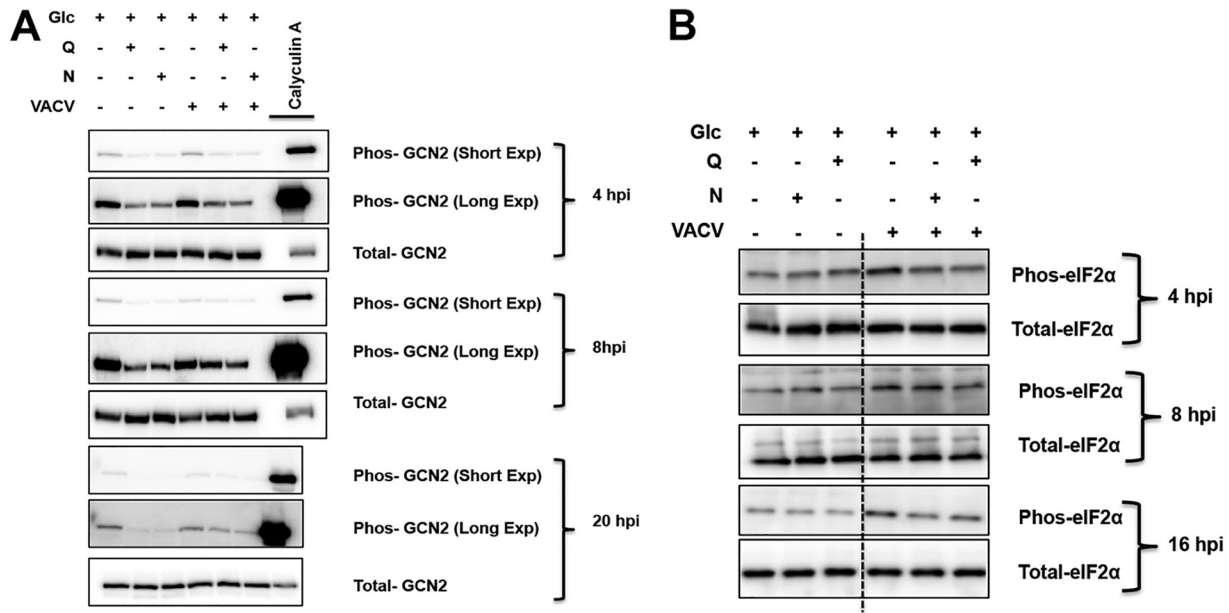 A
Glc + + + + + +
Q - + - - + -
N - - + - - +
VACV - - - + + +
Calyculin A
Phos- GCN2 (Short Exp)
Phos- GCN2 (Long Exp)
4 hpi
Total- GCN2
Phos- GCN2 (Short Exp)
Phos- GCN2 (Long Exp)
8hpi
Total- GCN2
Phos- GCN2 (Short Exp)
Phos- GCN2 (Long Exp)
20 hpi
Total- GCN2
B
Glc + + + + + +
Q - - + - - +
N - + - - + -
VACV - - - + + +
Phos-eIF2α
4 hpi
Total-eIF2α
Phos-eIF2α
8 hpi
Total-eIF2α
Phos-eIF2α
16 hpi
Total-eIF2α